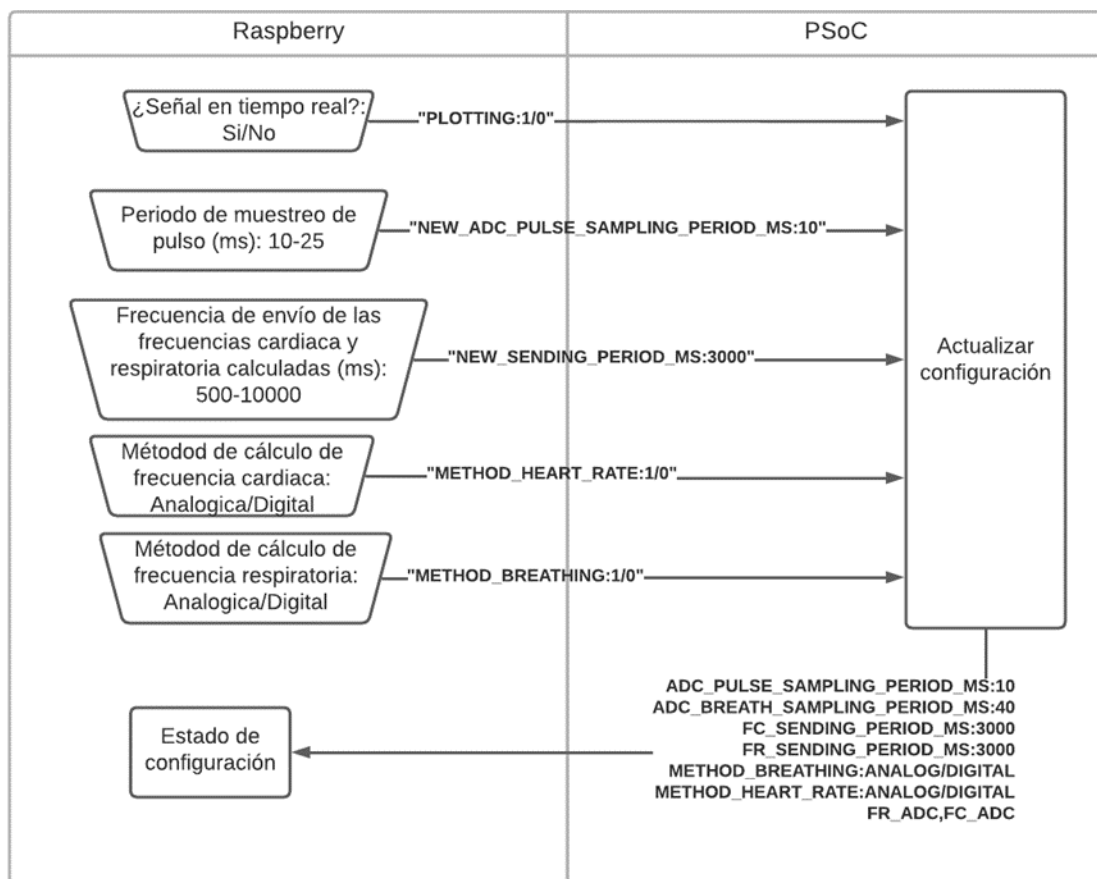 Raspberry
PSoC
¿Señal en tiempo real?:
Si/No
"PLOTTING:1/0"
Periodo de muestreo de
pulso (ms): 10-25
"NEW_ADC_PULSE_SAMPLING_PERIOD_MS:10"
Frecuencia de envío de las
frecuencias cardiaca y
respiratoria calculadas (ms):
500-10000
"NEW_SENDING_PERIOD_MS:3000"
Actualizar
configuración
Métodod de cálculo de
frecuencia cardiaca:
Analogica/Digital
"METHOD_HEART_RATE:1/0"
Métodod de cálculo de
frecuencia respiratoria:
Analogica/Digital
"METHOD_BREATHING:1/0"
ADC_PULSE_SAMPLING_PERIOD_MS:10
ADC_BREATH_SAMPLING_PERIOD_MS:40
FC_SENDING_PERIOD_MS:3000
FR_SENDING_PERIOD_MS:3000
METHOD_BREATHING:ANALOG/DIGITAL
METHOD_HEART_RATE:ANALOG/DIGITAL
FR_ADC,FC_ADC
Estado de
configuración